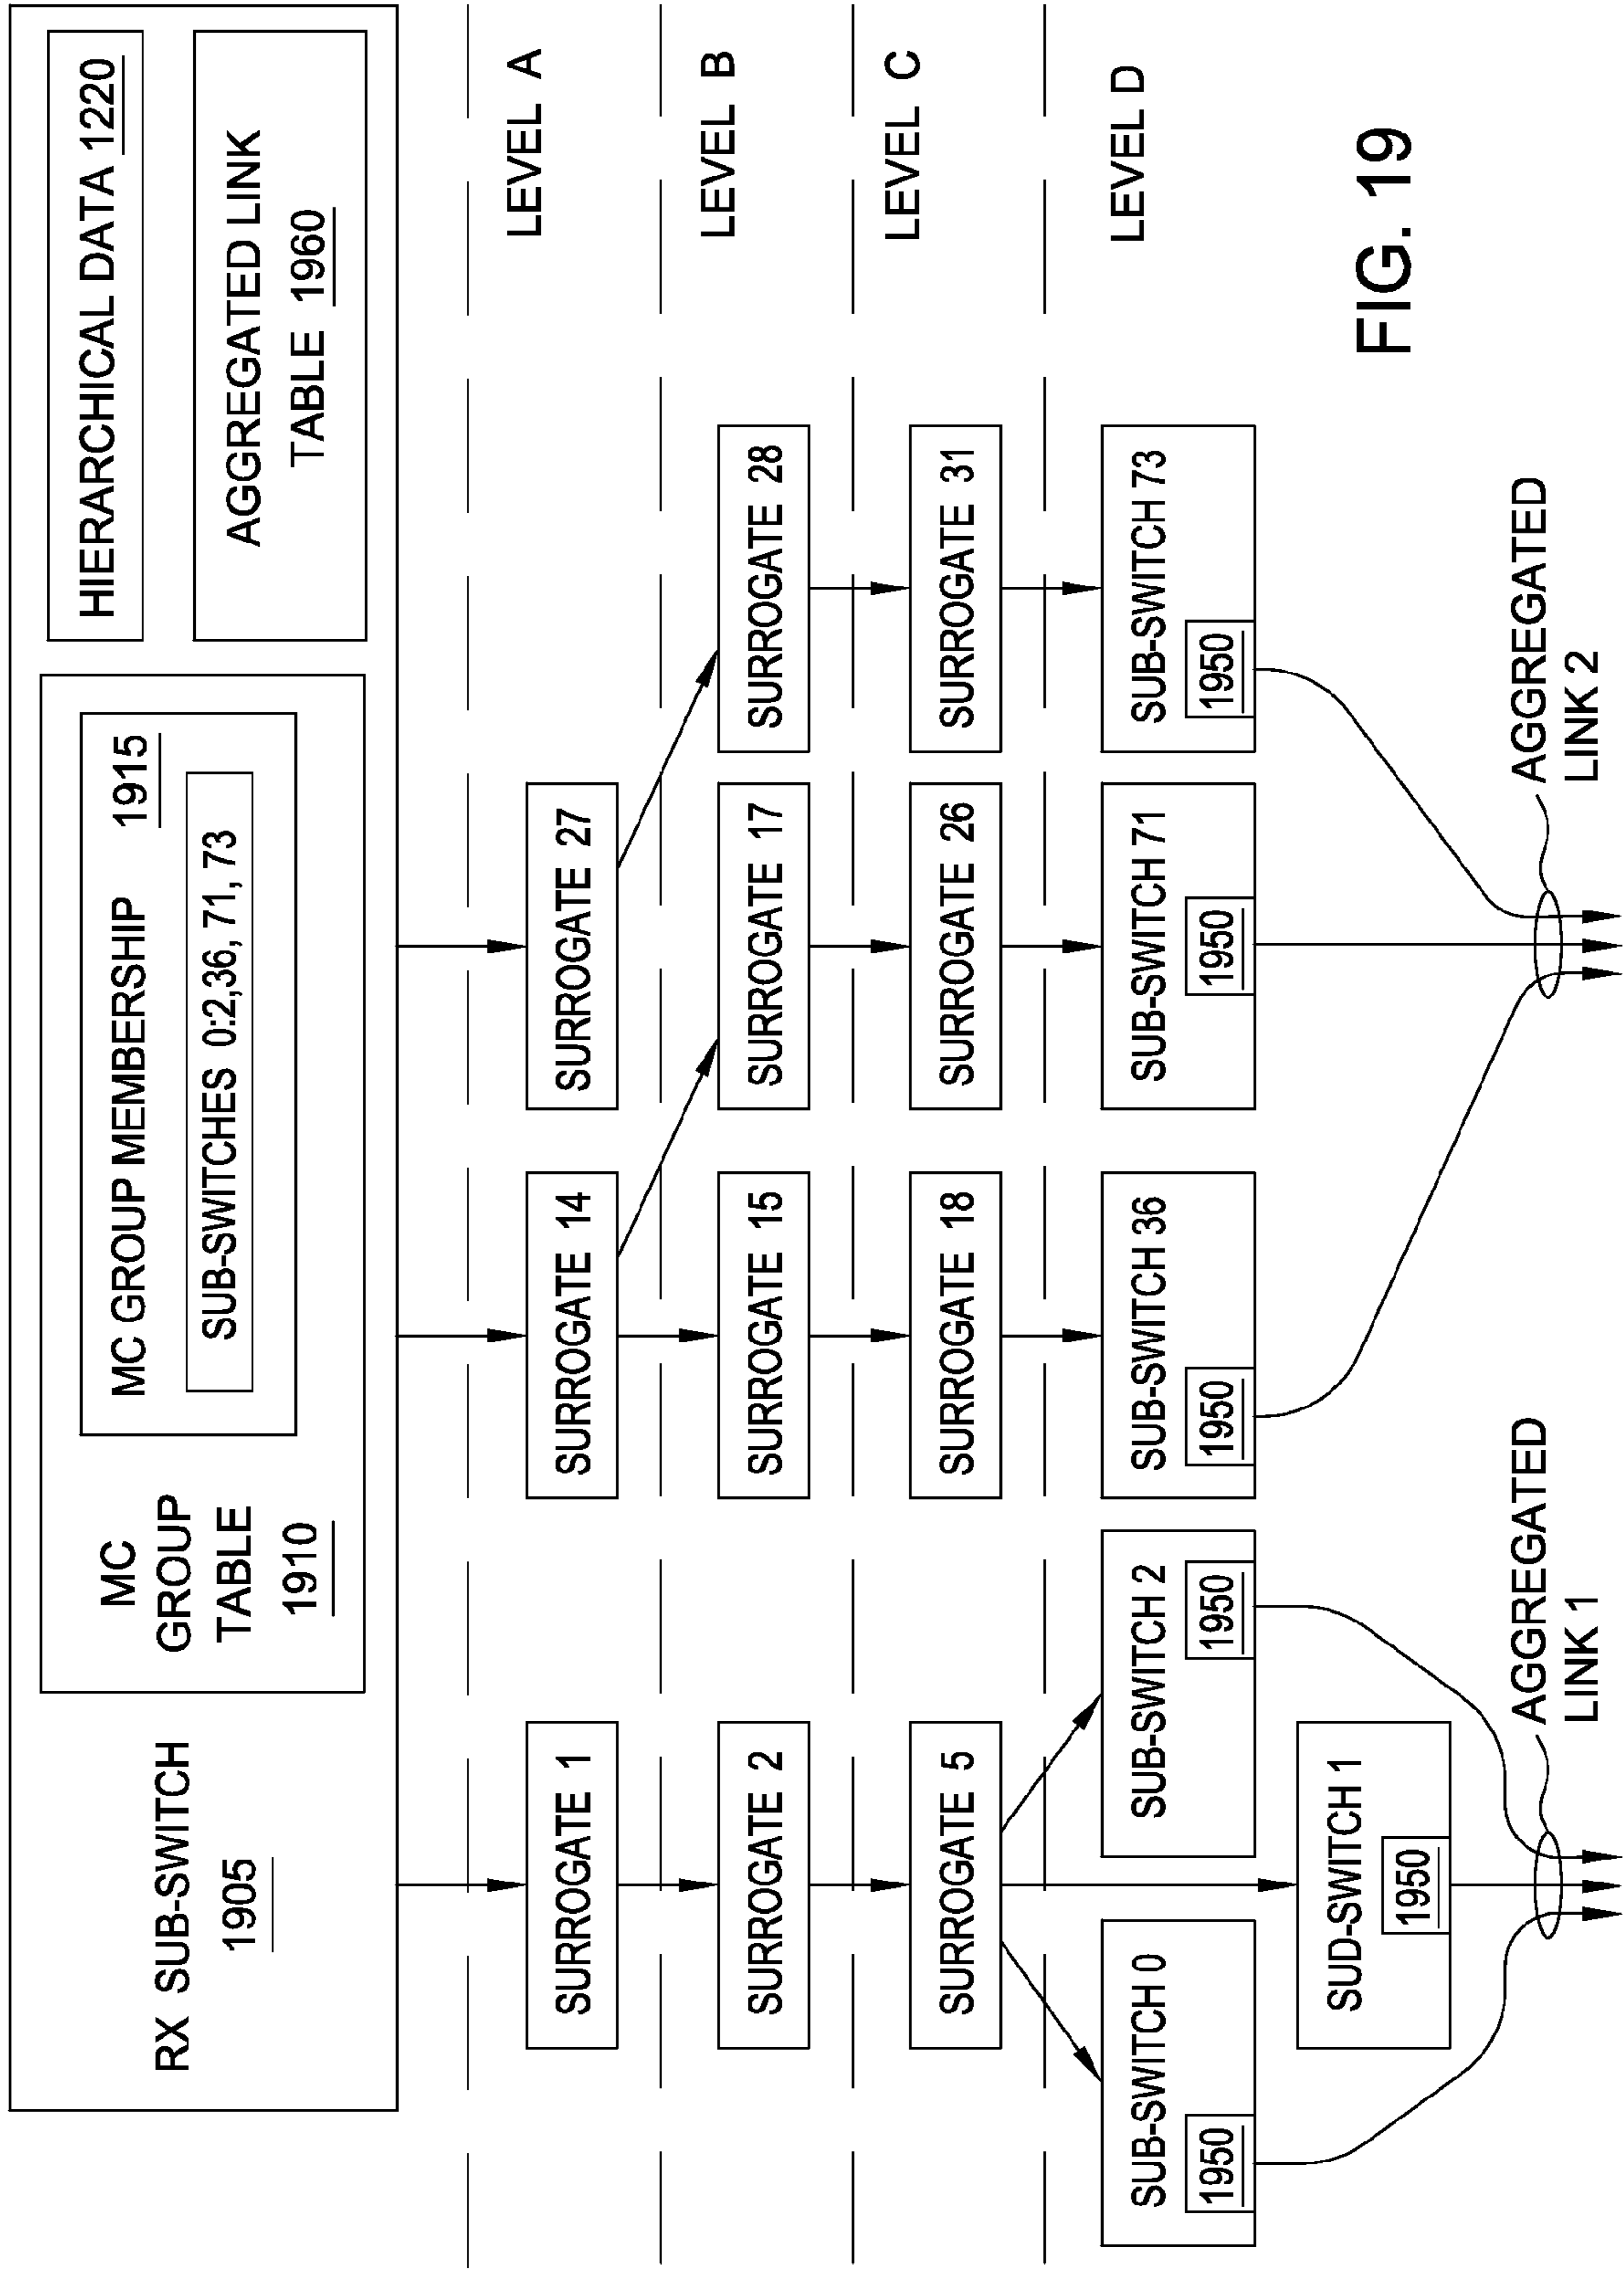 RX SUB-SWITCH
1905
MC
GROUP
TABLE
1910
MC GROUP MEMBERSHIP 1915
SUB-SWITCHES 0:2,36, 71, 73
HIERARCHICAL DATA 1220
AGGREGATED LINK
TABLE 1960
LEVEL A
SURROGATE 1
SURROGATE 14
SURROGATE 27
LEVEL B
SURROGATE 2
SURROGATE 15
SURROGATE 17
SURROGATE 28
LEVEL C
SURROGATE 5
SURROGATE 18
SURROGATE 26
SURROGATE 31
LEVEL D
SUB-SWITCH 0
1950
SUB-SWITCH 2
1950
SUB-SWITCH 36
1950
SUB-SWITCH 71
1950
SUB-SWITCH 73
1950
SUD-SWITCH 1
1950
AGGREGATED
LINK 1
AGGREGATED
LINK 2
FIG. 19